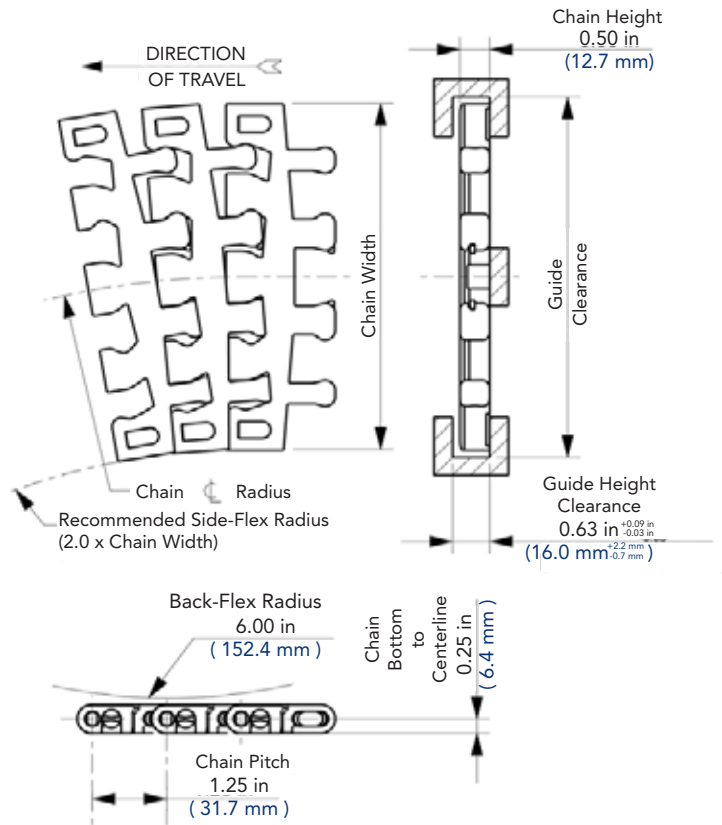 Chain Height
0.50 in
(12.7 mm)
DIRECTION
OF TRAVEL
Chain Width
Guide
Clearance
Chain ℄ Radius
Recommended Side-Flex Radius
(2.0 x Chain Width)
Guide Height
Clearance
0.63 in +0.09 in -0.03 in
(16.0 mm +2.2 mm -0.7 mm )
Back-Flex Radius
6.00 in
( 152.4 mm )
Chain
Bottom
to
Centerline
0.25 in
( 6.4 mm )
Chain Pitch
1.25 in
( 31.7 mm )